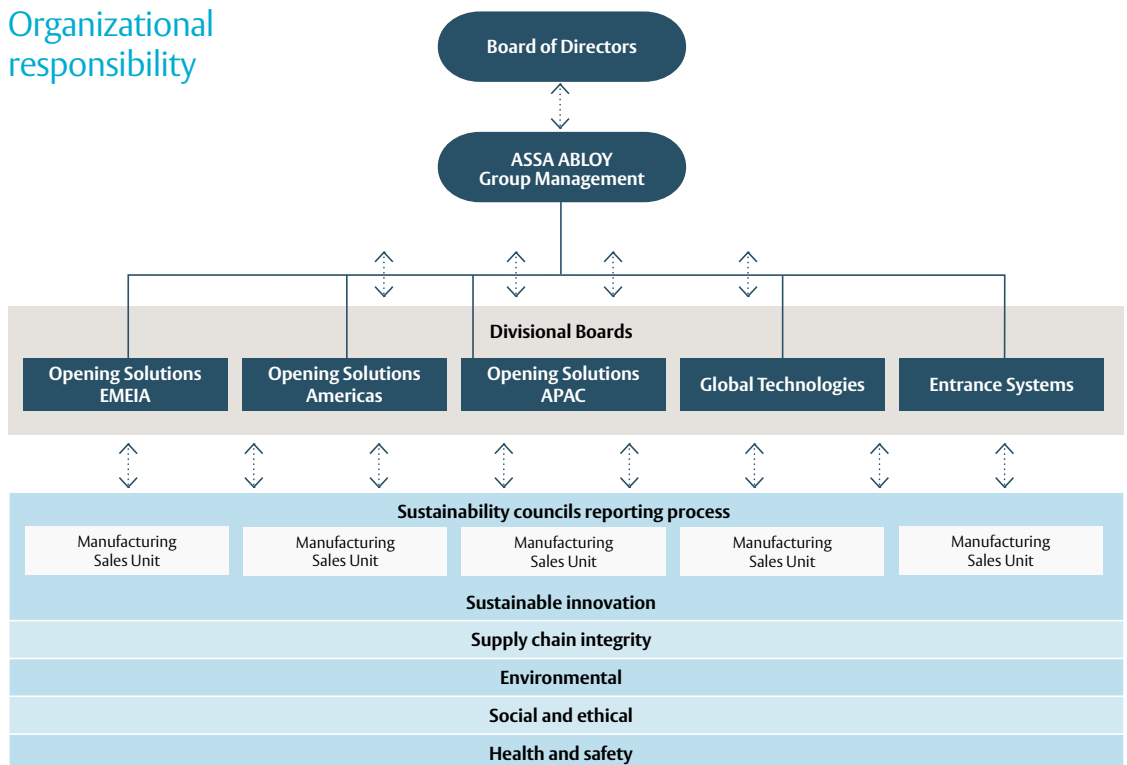 Organizational
responsibility
Board of Directors
ASSA ABLOY
Group Management
Divisional Boards
Opening Solutions
EMEIA
Opening Solutions
Americas
Opening Solutions
APAC
Global Technologies
Entrance Systems
Sustainability councils reporting process
Manufacturing
Sales Unit
Manufacturing
Sales Unit
Manufacturing
Sales Unit
Manufacturing
Sales Unit
Manufacturing
Sales Unit
Sustainable innovation
Supply chain integrity
Environmental
Social and ethical
Health and safety